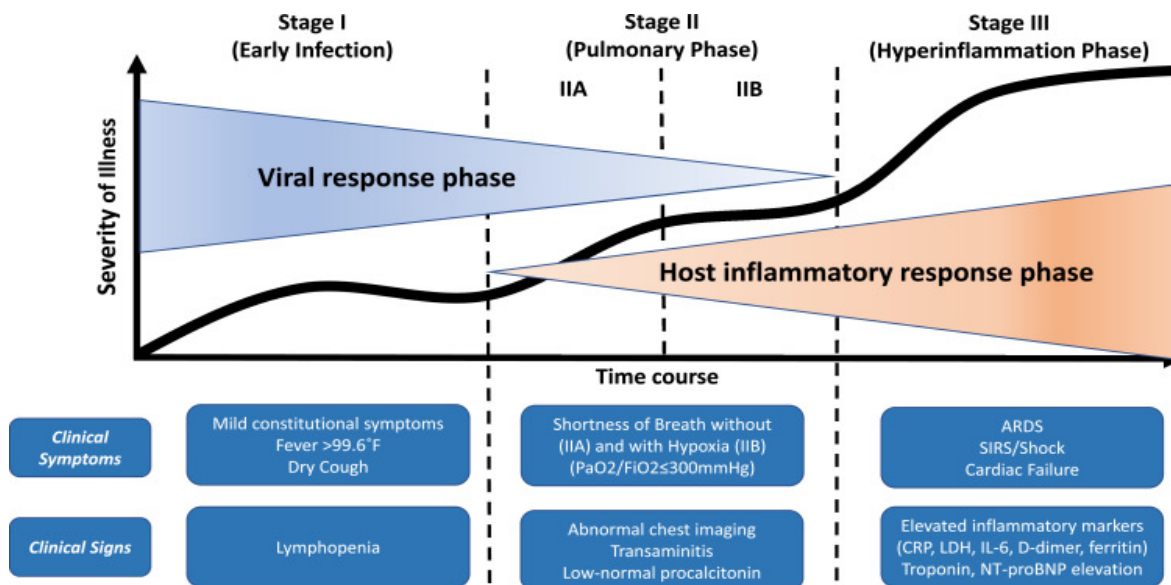 Stage I
(Early Infection)
Stage II
(Pulmonary Phase)
Stage III
(Hyperinflammation Phase)
IIA
IIB
Severity of Illness
Viral response phase
Host inflammatory response phase
Time course
Clinical
Symptoms
Mild constitutional symptoms
Fever >99.6°F
Dry Cough
Shortness of Breath without
(IIA) and with Hypoxia (IIB)
(PaO2/FiO2≤300mmHg)
ARDS
SIRS/Shock
Cardiac Failure
Clinical Signs
Lymphopenia
Abnormal chest imaging
Transaminitis
Low-normal procalcitonin
Elevated inflammatory markers
(CRP, LDH, IL-6, D-dimer, ferritin)
Troponin, NT-proBNP elevation